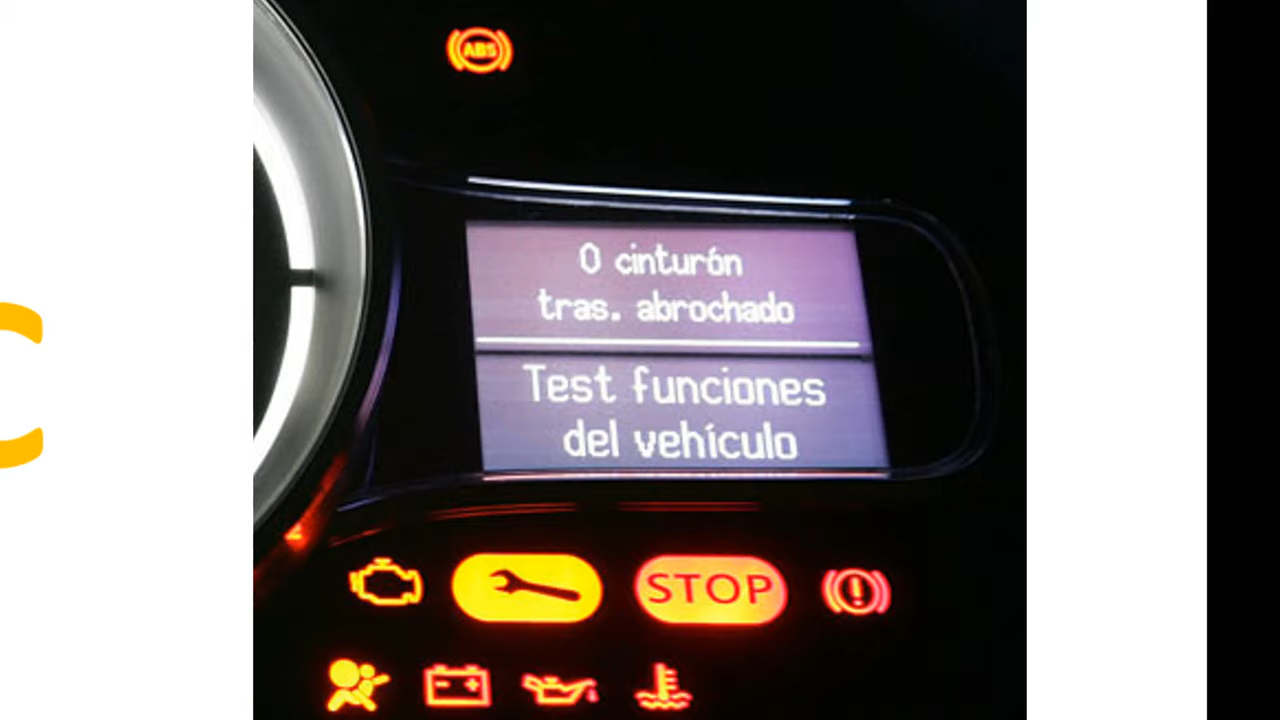 ABS
0 cinturón
tras. abrochado
Test funciones
del vehículo
STOP